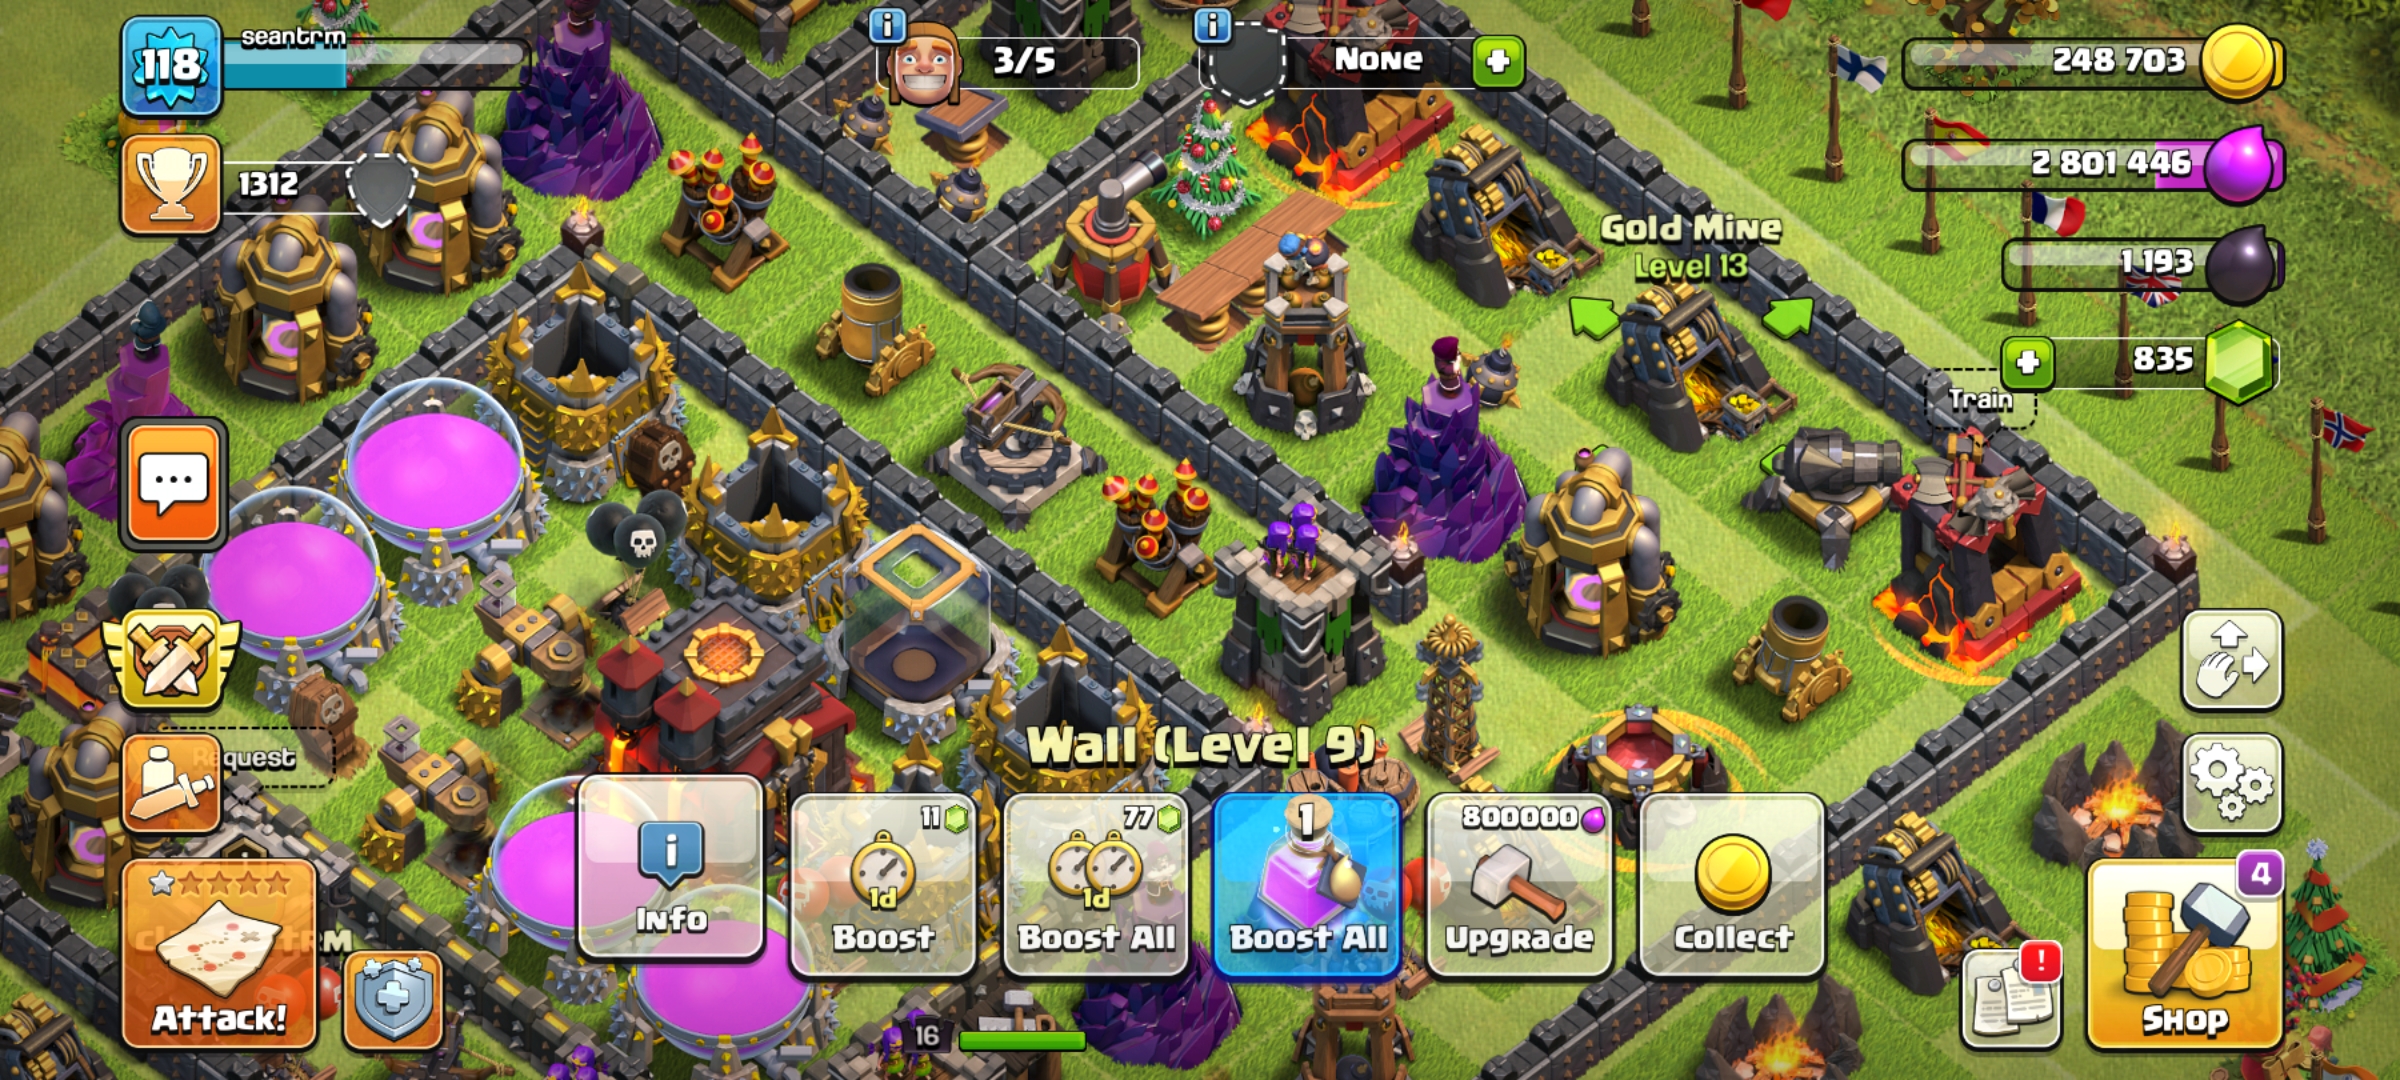 118
seantrm
3/5
None
248 703
1312
2 801 446
Gold Mine
Level 13
1 193
835
Train
Request
Wall (Level 9)
11
77
1
800000
1d
1d
Info
Boost
Boost All
Boost All
Upgrade
Collect
4
!
Attack!
Shop
16